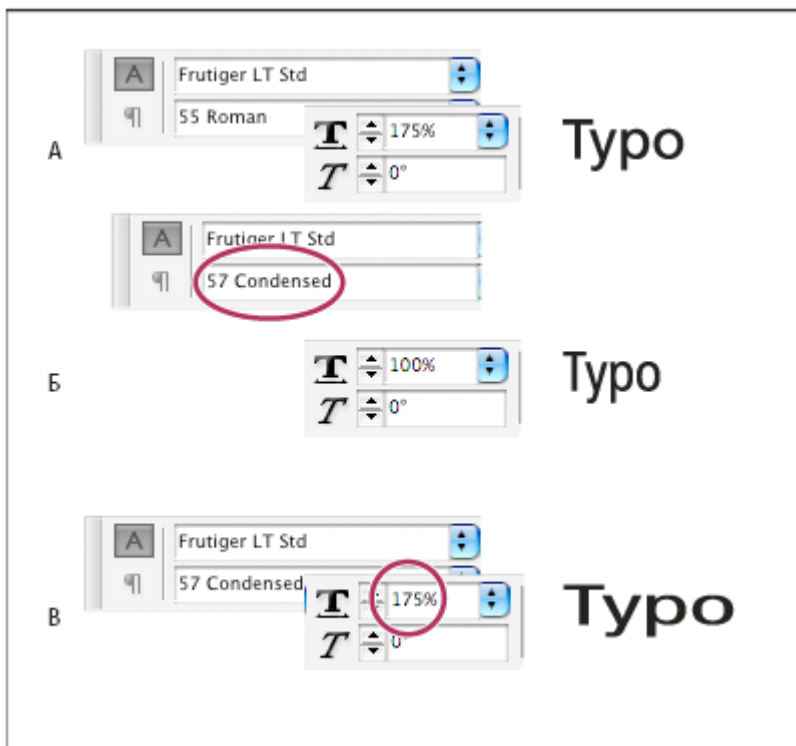 A Frutiger LT Std
¶ 55 Roman
T 175%
T 0°
А
Typo
A Frutiger LT Std
¶ 57 Condensed
T 100%
T 0°
Б
Typo
A Frutiger LT Std
¶ 57 Condensed
T 175%
T 0°
В
Typo